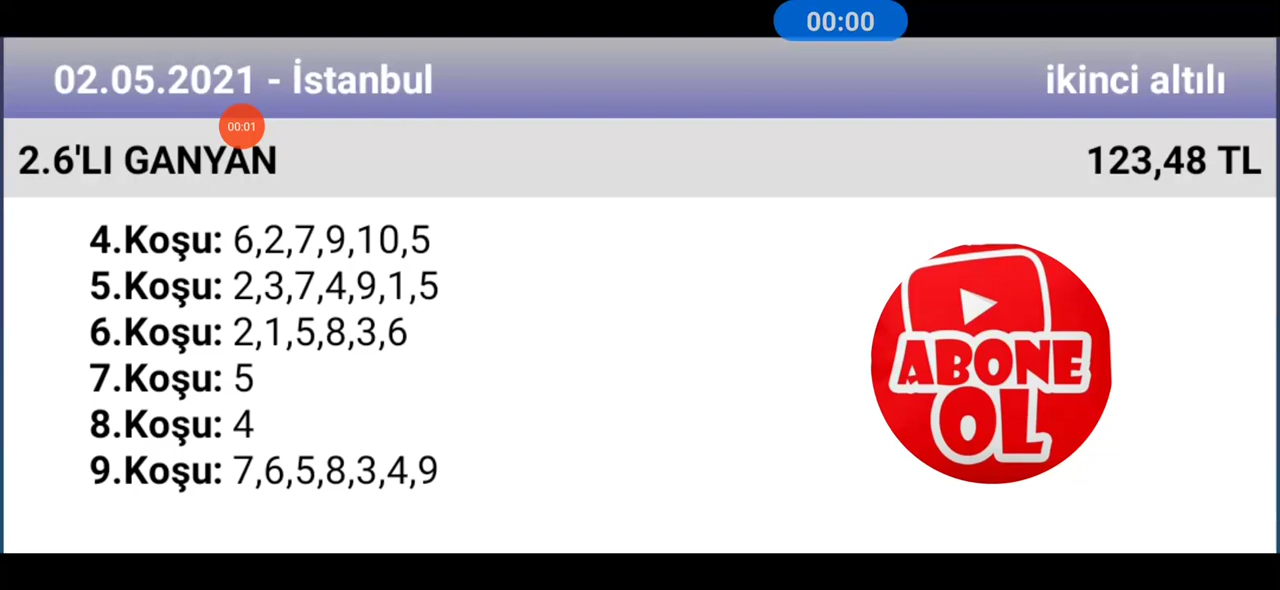 00:00
02.05.2021 - İstanbul
ikinci altılı
00:01
2.6'LI GANYAN
123,48 TL
4.Koşu: 6,2,7,9,10,5
5.Koşu: 2,3,7,4,9,1,5
6.Koşu: 2,1,5,8,3,6
7.Koşu: 5
8.Koşu: 4
9.Koşu: 7,6,5,8,3,4,9
ABONE
OL